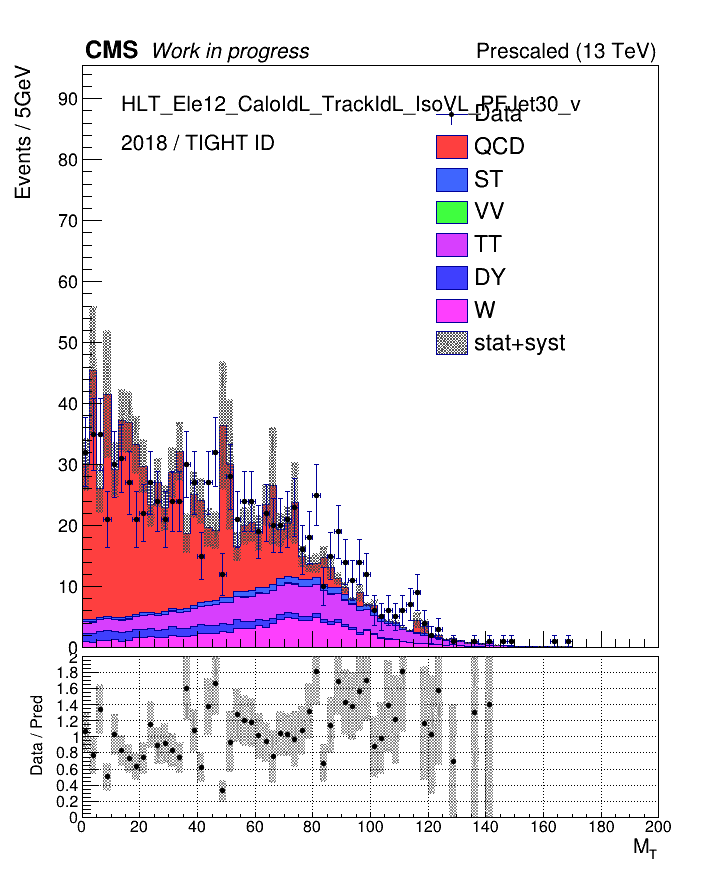 CMS Work in progress Prescaled (13 TeV)
Events / 5GeV
HLT_Ele12_CaloIdL_TrackIdL_IsoVL_PFJet30_v
2018 / TIGHT ID
Data
QCD
ST
VV
TT
DY
W
stat+syst
90
80
70
60
50
40
30
20
10
0
Data / Pred
2
1.8
1.6
1.4
1.2
1
0.8
0.6
0.4
0.2
0
0 20 40 60 80 100 120 140 160 180 200
M_T